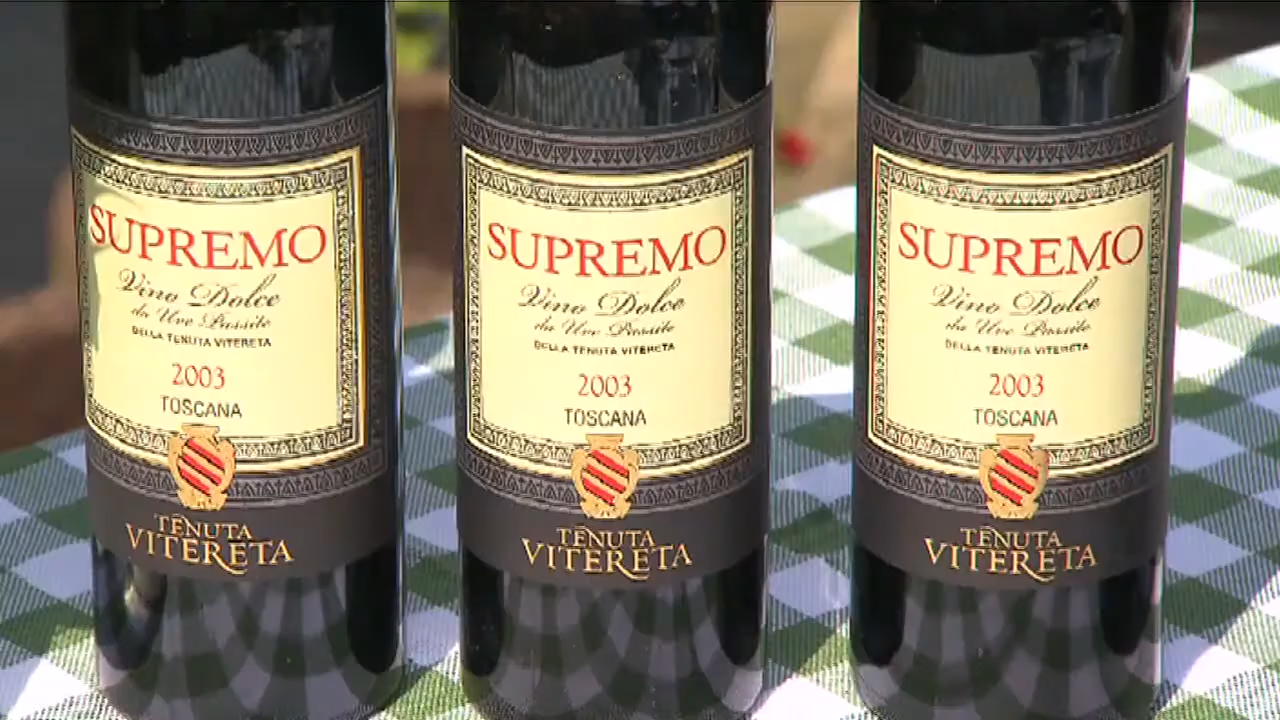 SUPREMO
Vino Dolce
da Uve Passite
DELLA TENUTA VITERETA
2003
TOSCANA
TENUTA
VITERETA
SUPREMO
Vino Dolce
da Uve Passite
DELLA TENUTA VITERETA
2003
TOSCANA
TENUTA
VITERETA
SUPREMO
Vino Dolce
da Uve Passite
DELLA TENUTA VITERETA
2003
TOSCANA
TENUTA
VITERETA